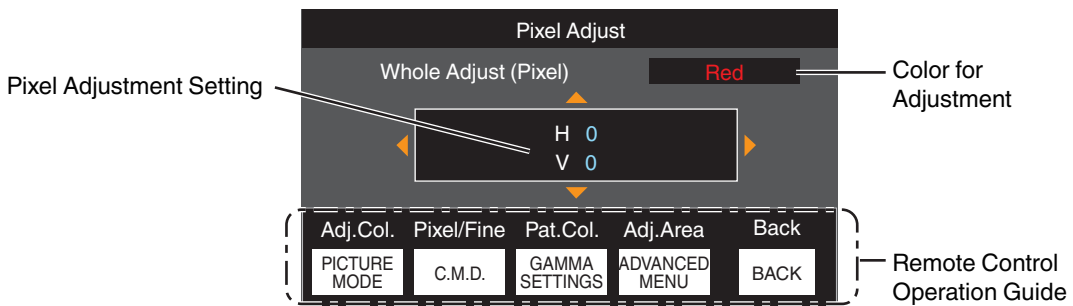 Pixel Adjust
Whole Adjust (Pixel) Red
Pixel Adjustment Setting
Color for
Adjustment
H 0
V 0
Adj.Col. Pixel/Fine Pat.Col. Adj.Area Back
PICTURE
MODE
C.M.D.
GAMMA
SETTINGS
ADVANCED
MENU
BACK
Remote Control
Operation Guide